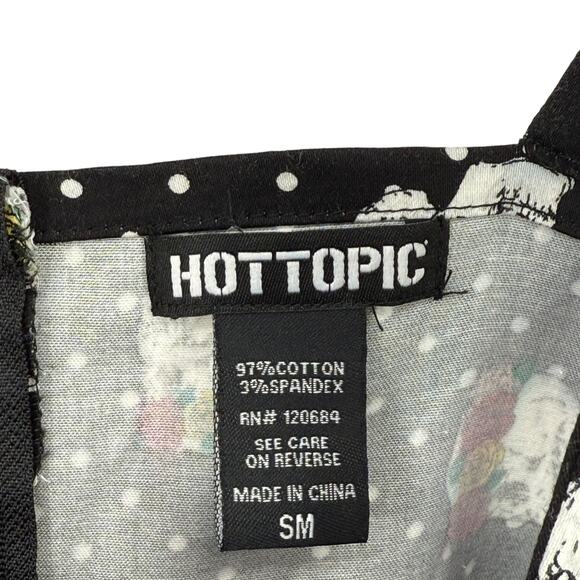 HOTTOPIC
97%COTTON
3%SPANDEX
RN# 120684
SEE CARE
ON REVERSE
MADE IN CHINA
SM